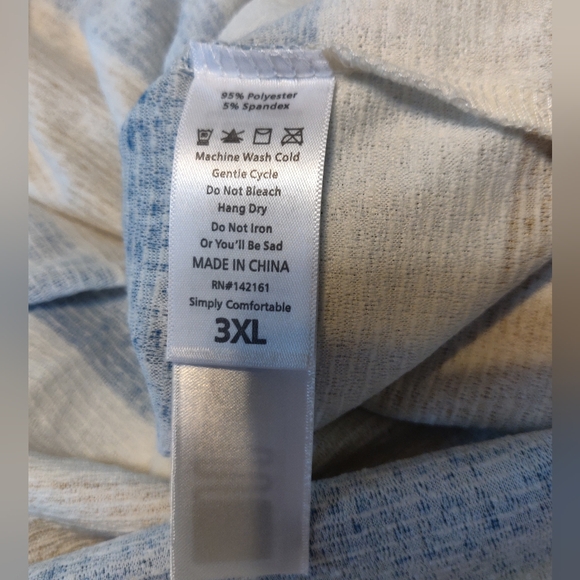 95% Polyester
5% Spandex
Machine Wash Cold
Gentle Cycle
Do Not Bleach
Hang Dry
Do Not Iron
Or You'll Be Sad
MADE IN CHINA
RN#142161
Simply Comfortable
3XL